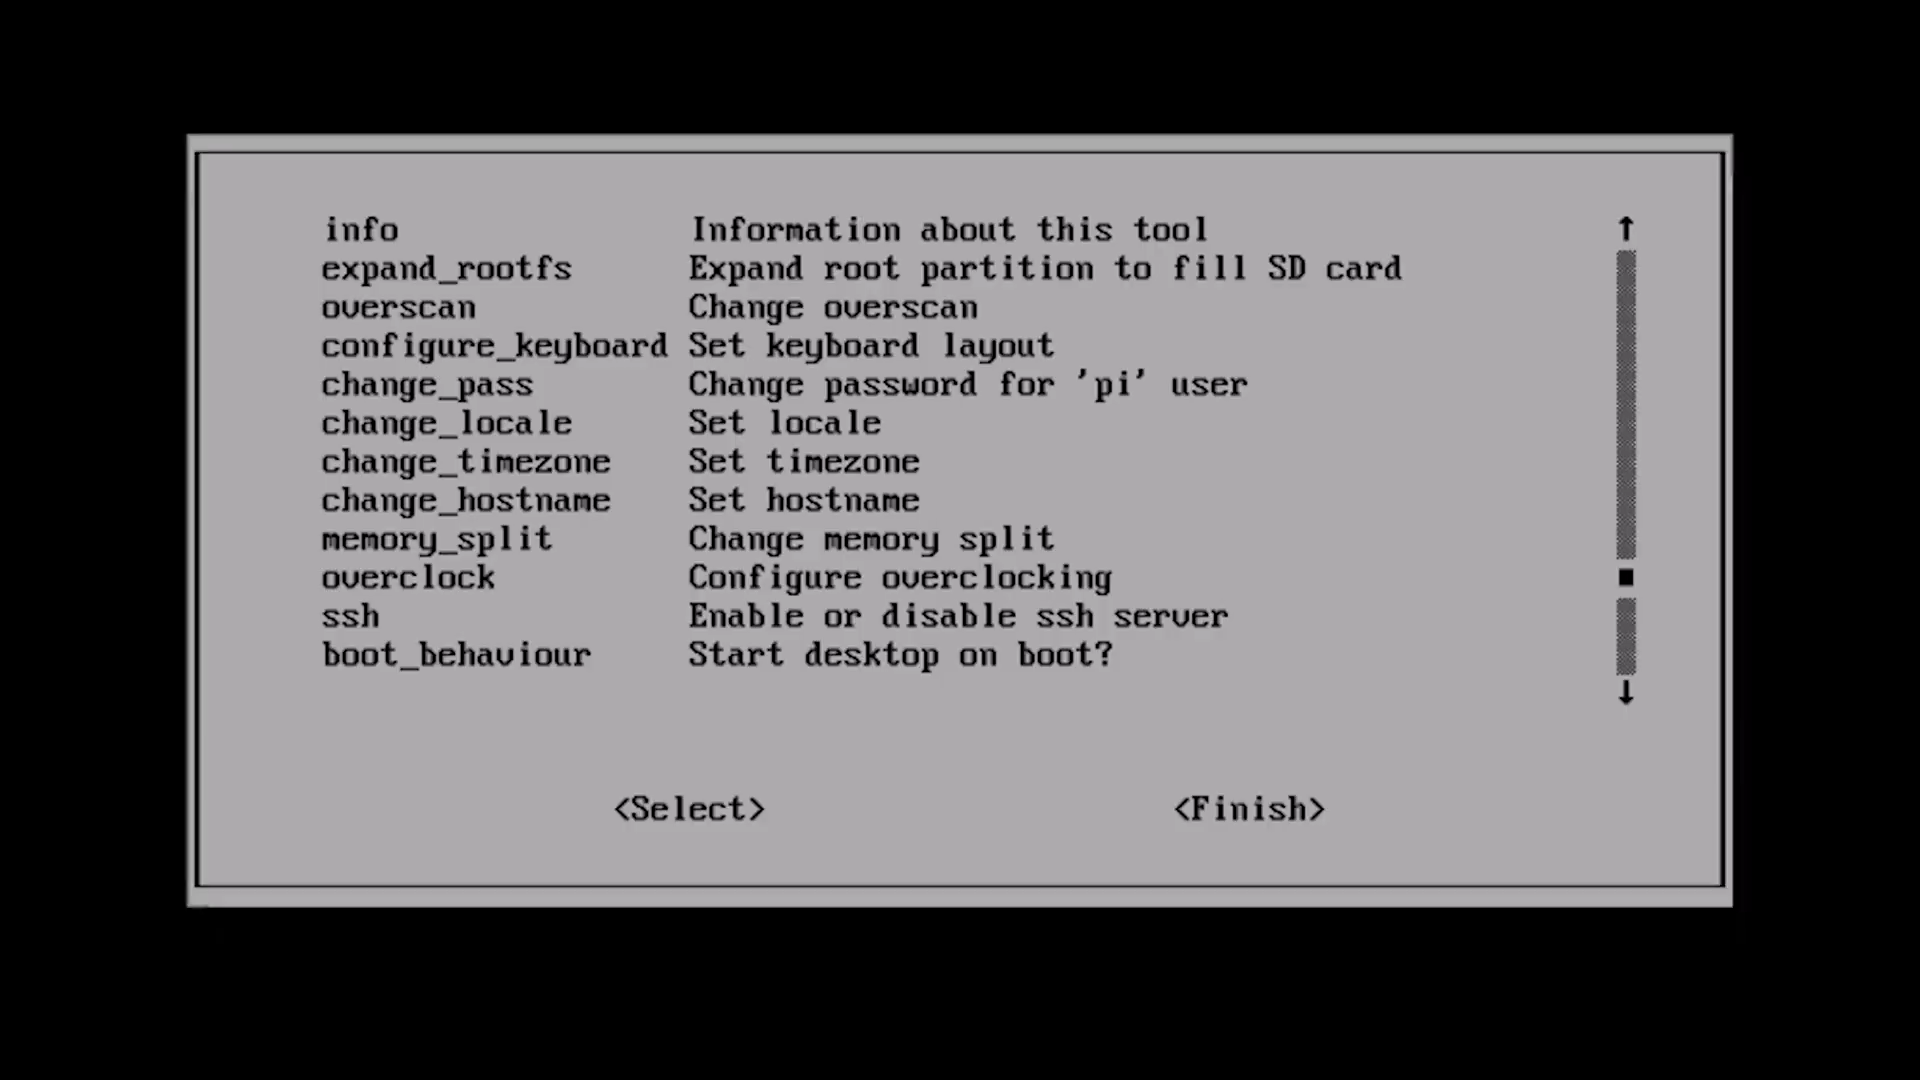 info Information about this tool
expand_rootfs Expand root partition to fill SD card
overscan Change overscan
configure_keyboard Set keyboard layout
change_pass Change password for 'pi' user
change_locale Set locale
change_timezone Set timezone
change_hostname Set hostname
memory_split Change memory split
overclock Configure overclocking
ssh Enable or disable ssh server
boot_behaviour Start desktop on boot?
<Select> <Finish>